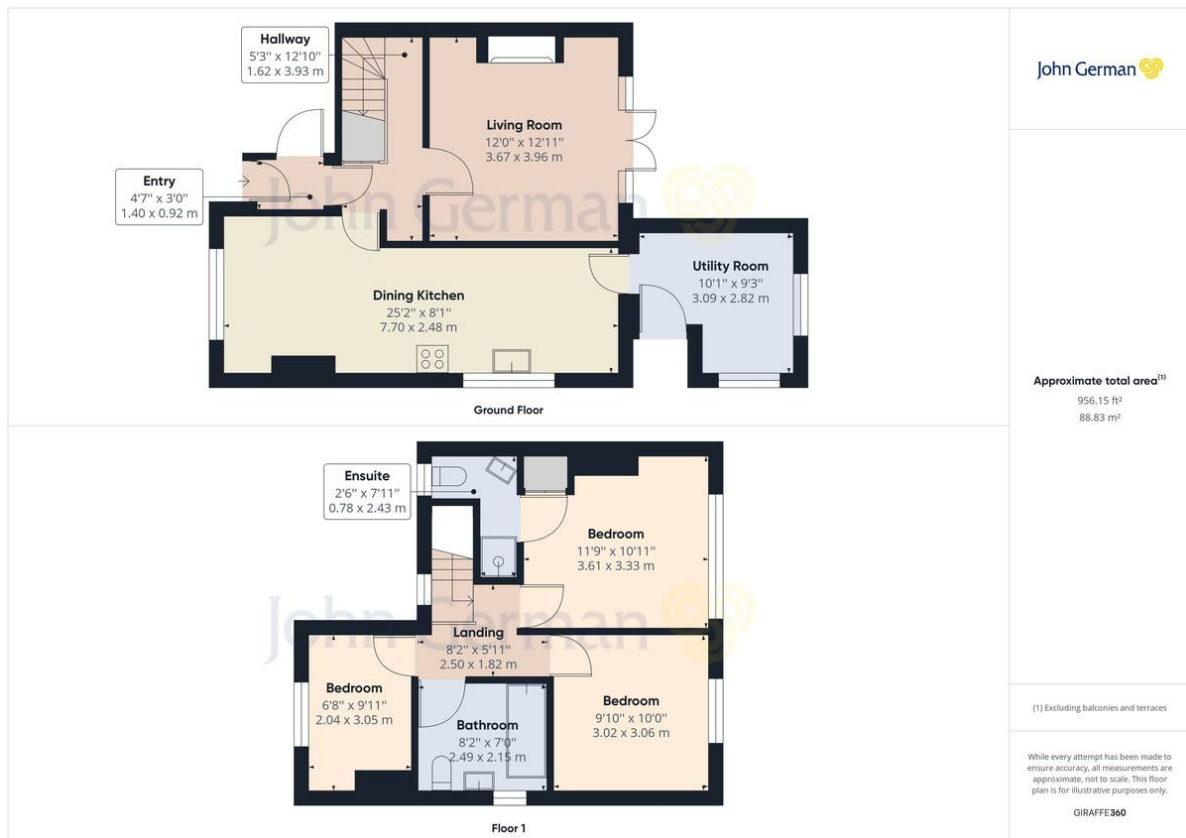 Hallway
5'3" x 12'10"
1.62 x 3.93 m
Living Room
12'0" x 12'11"
3.67 x 3.96 m
Entry
4'7" x 3'0"
1.40 x 0.92 m
John German
Utility Room
10'1" x 9'3"
3.09 x 2.82 m
Dining Kitchen
25'2" x 8'1"
7.70 x 2.48 m
Ground Floor
Ensuite
2'6" x 7'11"
0.78 x 2.43 m
Bedroom
11'9" x 10'11"
3.61 x 3.33 m
John German
Landing
8'2" x 5'11"
2.50 x 1.82 m
Bedroom
6'8" x 9'11"
2.04 x 3.05 m
Bathroom
8'2" x 7'0"
2.49 x 2.15 m
Bedroom
9'10" x 10'0"
3.02 x 3.06 m
Floor 1
John German
Approximate total area(1)
956.15 ft²
88.83 m²
(1) Excluding balconies and terraces
While every attempt has been made to
ensure accuracy, all measurements are
approximate, not to scale. This floor
plan is for illustrative purposes only.
GIRAFFE360